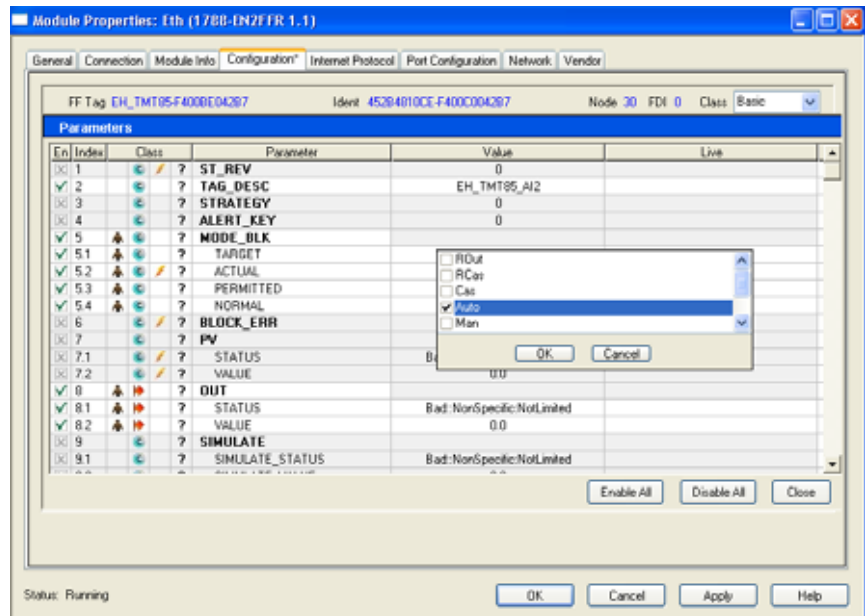 Module Properties: Eth (1788-EN2FFR 1.1)
General Connection Module Info Configuration* Internet Protocol Port Configuration Network Vendor
FF Tag EH_TMT85-F400BE042B7 Ident 452B4810CE-F400C0042B7 Node 30 FDI 0 Class Basic
Parameters
En Index Class Parameter Value Live
1 ? ST_REV 0
2 ? TAG_DESC EH_TMT85_AI2
3 ? STRATEGY 0
4 ? ALERT_KEY 0
5 ? MODE_BLK
5.1 ? TARGET
5.2 ? ACTUAL
5.3 ? PERMITTED
5.4 ? NORMAL
ROut
RCas
Cas
Auto
Man
OK Cancel
6 ? BLOCK_ERR
7 ? PV
7.1 ? STATUS
7.2 ? VALUE 0.0
8 ? OUT
8.1 ? STATUS Bad::NonSpecific:NotLimited
8.2 ? VALUE 0.0
9 ? SIMULATE
9.1 ? SIMULATE_STATUS Bad::NonSpecific:NotLimited
Enable All Disable All Close
Status: Running OK Cancel Apply Help